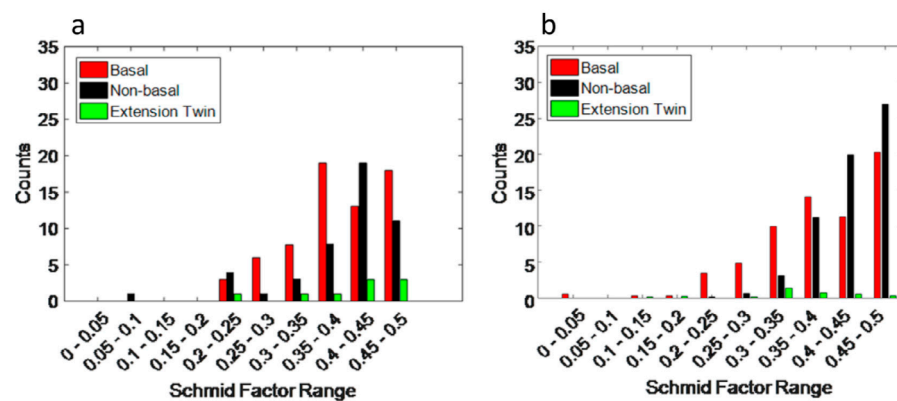 a
35
30
25
20
15
10
5
0
Counts
Basal
Non-basal
Extension Twin
0 - 0.05
0.05 - 0.1
0.1 - 0.15
0.15 - 0.2
0.2 - 0.25
0.25 - 0.3
0.3 - 0.35
0.35 - 0.4
0.4 - 0.45
0.45 - 0.5
Schmid Factor Range
b
35
30
25
20
15
10
5
0
Counts
Basal
Non-basal
Extension Twin
0 - 0.05
0.05 - 0.1
0.1 - 0.15
0.15 - 0.2
0.2 - 0.25
0.25 - 0.3
0.3 - 0.35
0.35 - 0.4
0.4 - 0.45
0.45 - 0.5
Schmid Factor Range